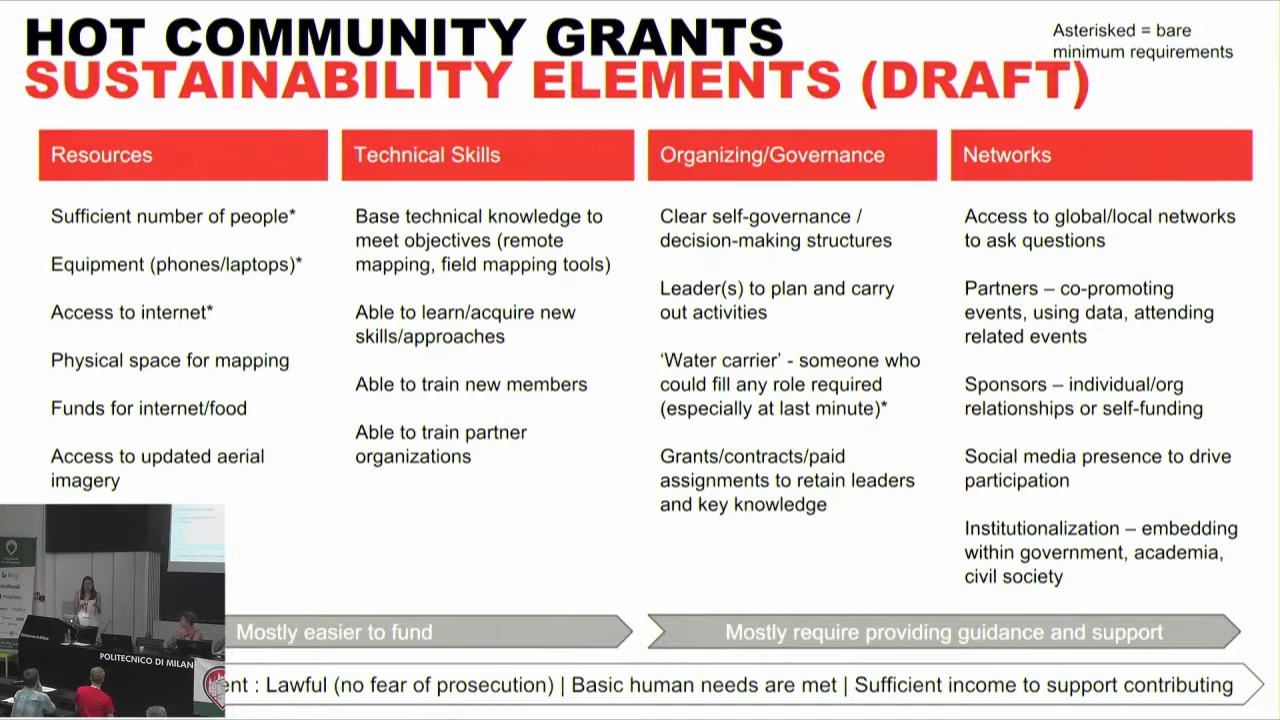 HOT COMMUNITY GRANTS
SUSTAINABILITY ELEMENTS (DRAFT)
Asterisked = bare
minimum requirements
Resources
Sufficient number of people*
Equipment (phones/laptops)*
Access to internet*
Physical space for mapping
Funds for internet/food
Access to updated aerial
imagery
Technical Skills
Base technical knowledge to
meet objectives (remote
mapping, field mapping tools)
Able to learn/acquire new
skills/approaches
Able to train new members
Able to train partner
organizations
Organizing/Governance
Clear self-governance /
decision-making structures
Leader(s) to plan and carry
out activities
‘Water carrier’ - someone who
could fill any role required
(especially at last minute)*
Grants/contracts/paid
assignments to retain leaders
and key knowledge
Networks
Access to global/local networks
to ask questions
Partners – co-promoting
events, using data, attending
related events
Sponsors – individual/org
relationships or self-funding
Social media presence to drive
participation
Institutionalization – embedding
within government, academia,
civil society
Mostly easier to fund
Mostly require providing guidance and support
ent : Lawful (no fear of prosecution) | Basic human needs are met | Sufficient income to support contributing
POLITECNICO DI MILAN